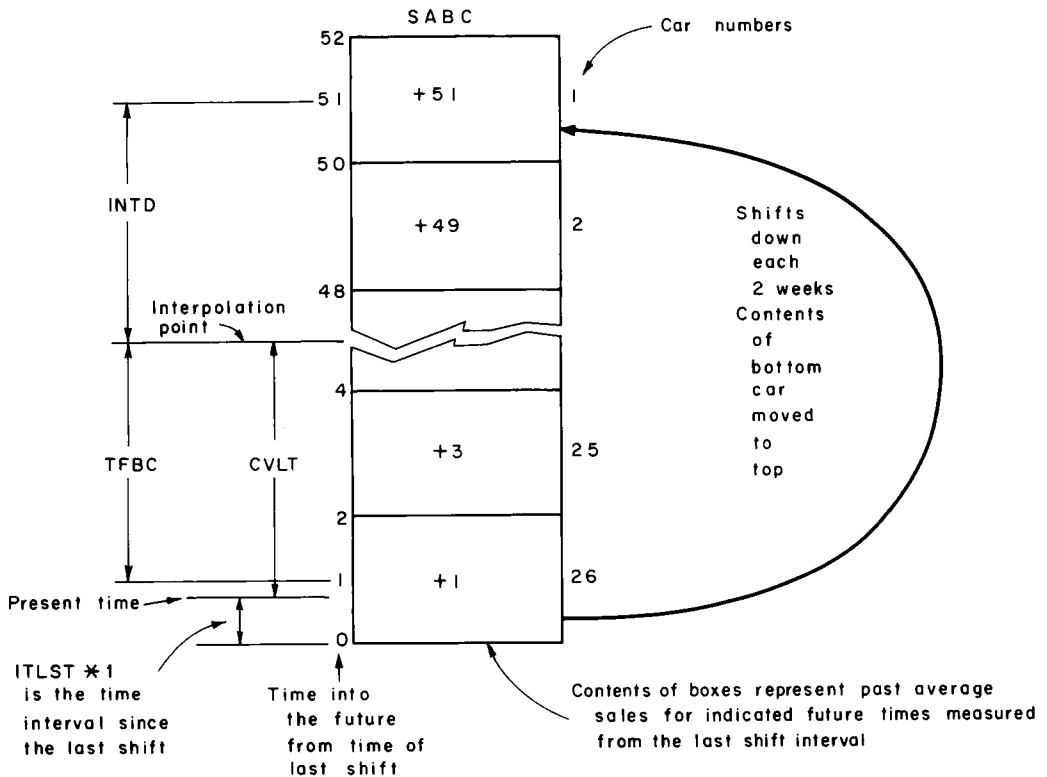 SABC
Car numbers
52
51
+51
1
50
INTD
+49
2
48
Interpolation
point
Shifts
down
each
2 weeks
Contents
of
bottom
car
moved
to
top
4
TFBC
CVLT
+3
25
2
1
+1
26
Present time
0
ITLST *1
is the time
interval since
the last shift
Time into
the future
from time of
last shift
Contents of boxes represent past average
sales for indicated future times measured
from the last shift interval